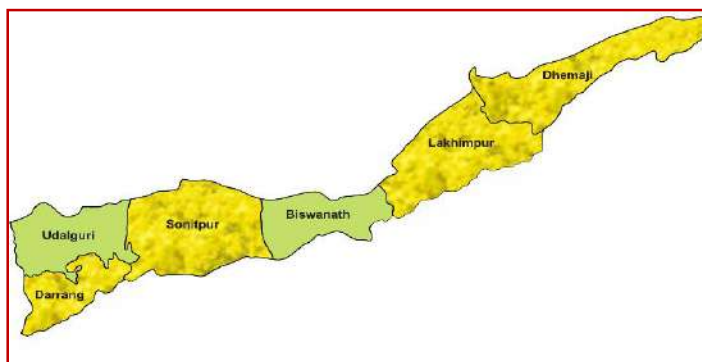 Dhemaji
Lakhimpur
Biswanath
Sonitpur
Udalguri
Darrang